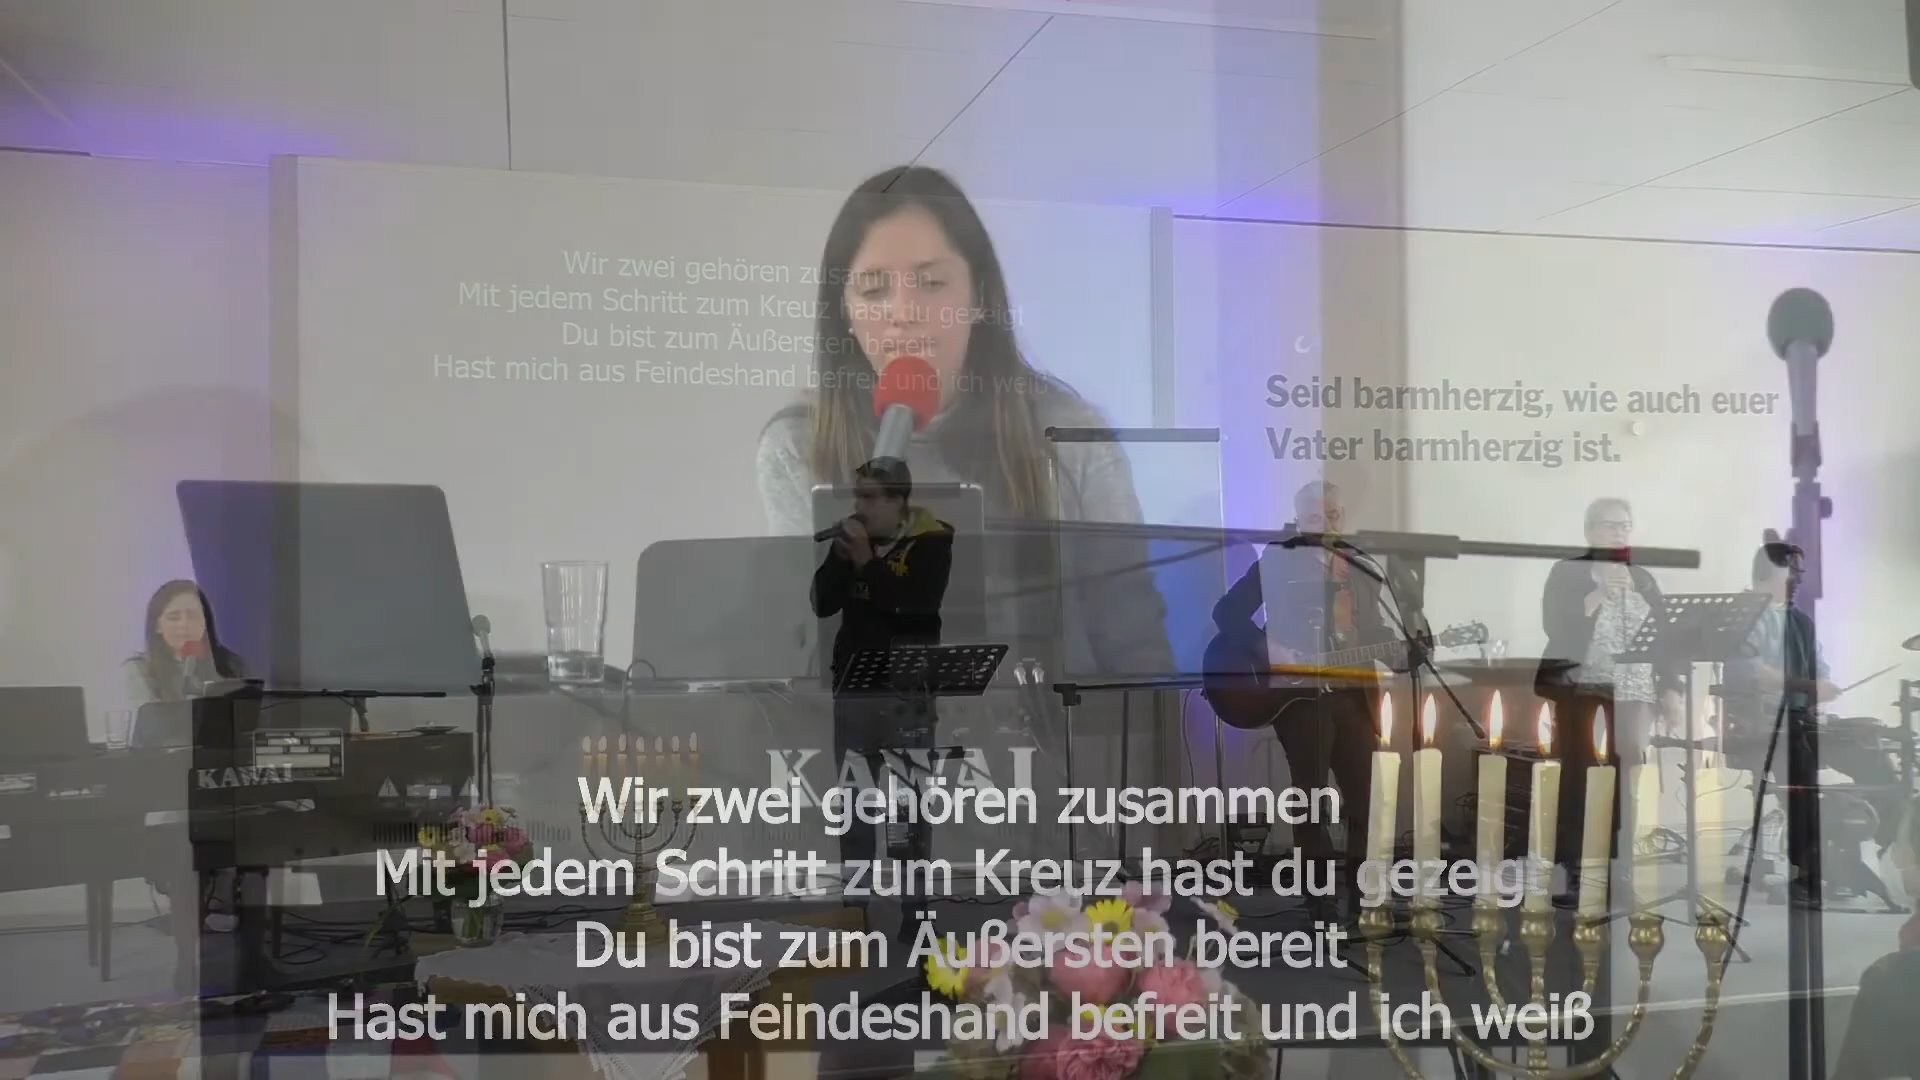 Wir zwei gehören zusammen
Mit jedem Schritt zum Kreuz hast du gezeigt
Du bist zum Äußersten bereit
Hast mich aus Feindeshand befreit und ich weiß
Seid barmherzig, wie auch euer
Vater barmherzig ist.
KAWAI
KAWAI
Wir zwei gehören zusammen
Mit jedem Schritt zum Kreuz hast du gezeigt
Du bist zum Äußersten bereit
Hast mich aus Feindeshand befreit und ich weiß